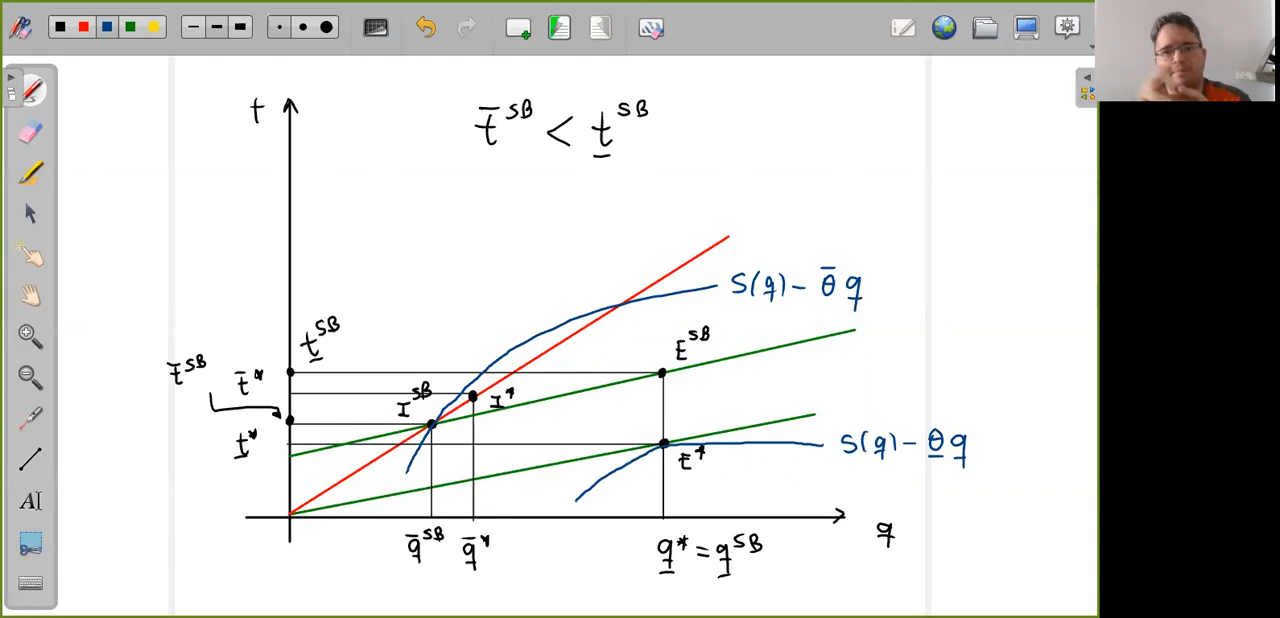 t
t̅^SB < t̲^SB
S(q) - θ̅ q
t̲^SB
E^SB
t̅^SB
t̅*
I^SB
I*
t̲*
E*
S(q) - θ̲ q
q̅^SB
q̅*
q̲* = q̲^SB
q
A